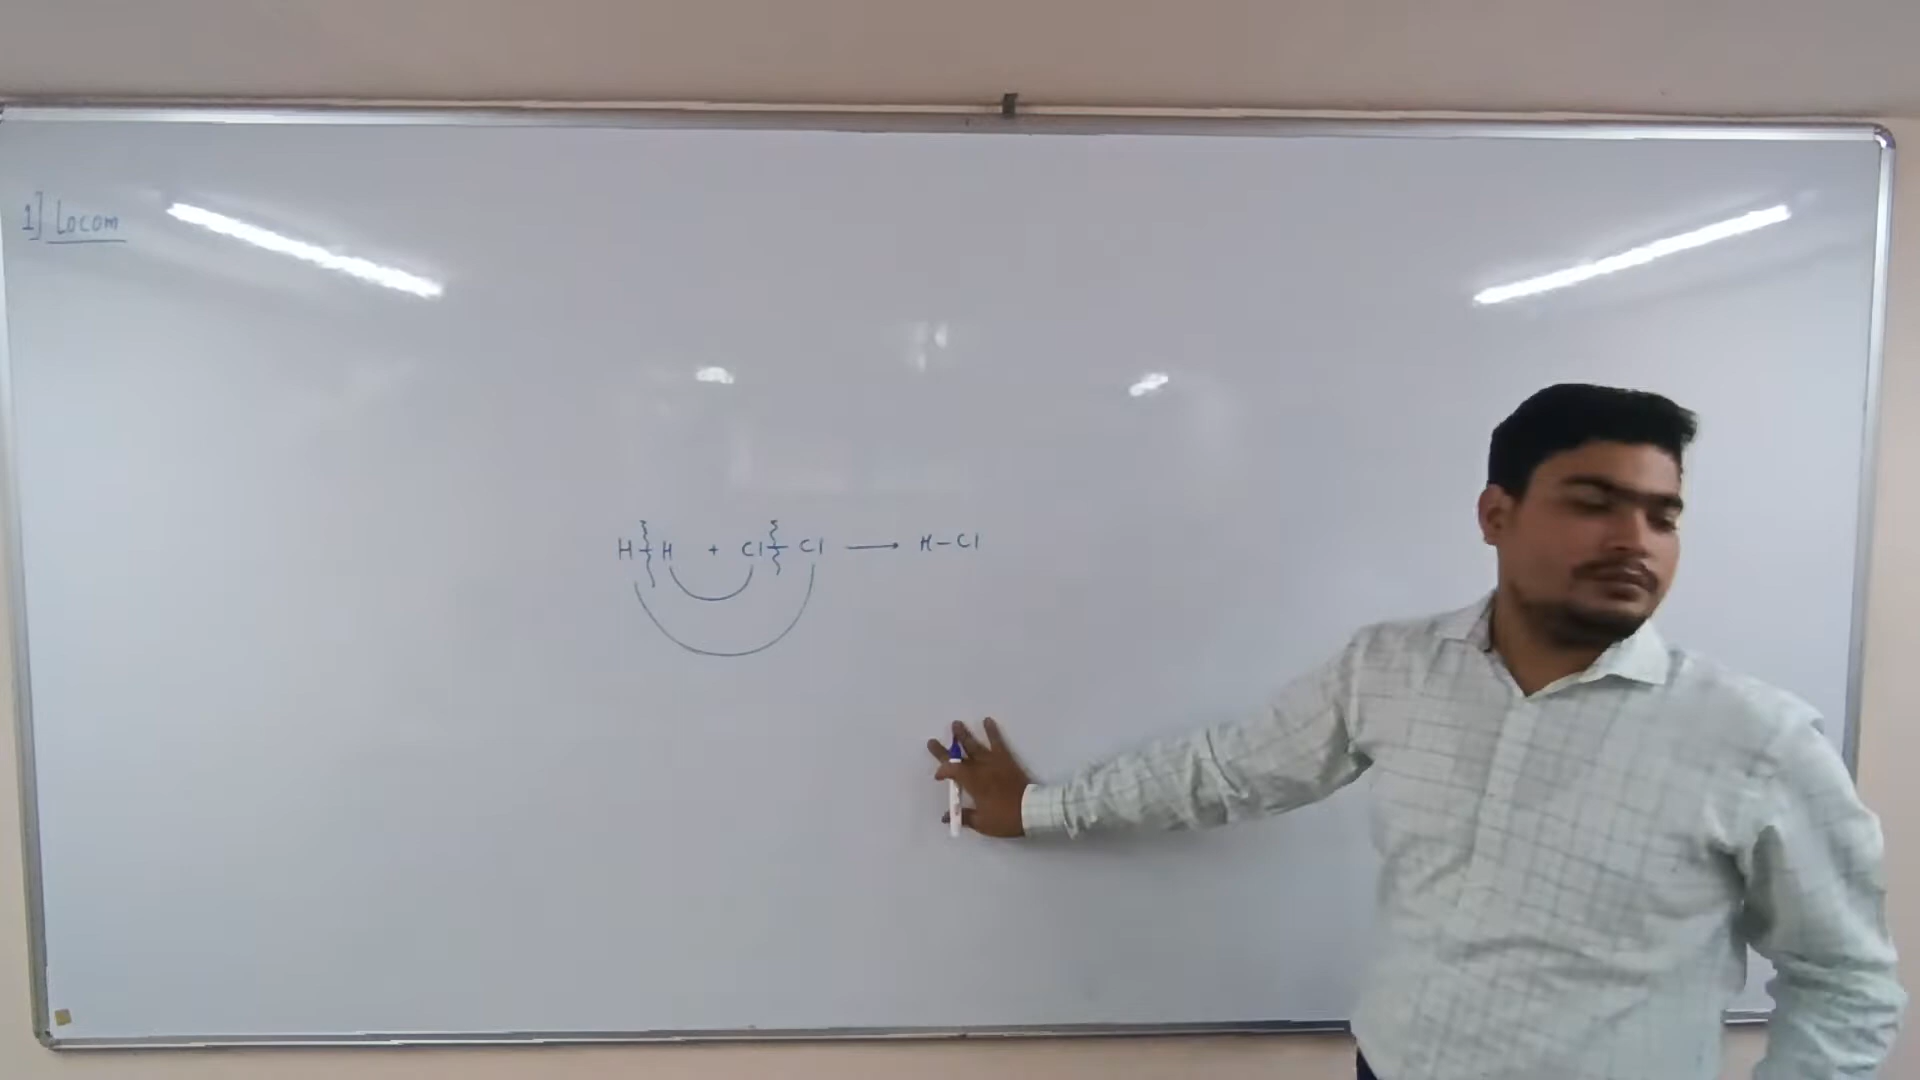 1] Locom
H-H + Cl-Cl ⟶ H-Cl